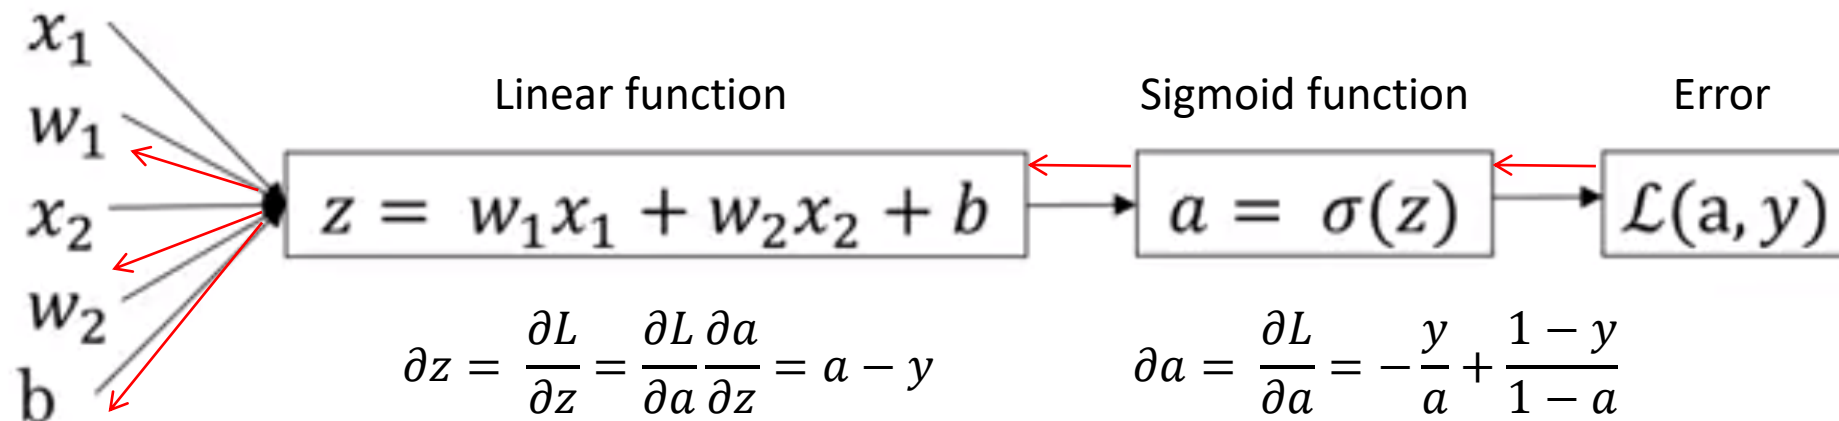 x₁
w₁
x₂
w₂
b
Linear function
z = w₁x₁ + w₂x₂ + b
∂z = ∂L/∂z = ∂L/∂a ∂a/∂z = a − y
Sigmoid function
a = σ(z)
∂a = ∂L/∂a = −y/a + (1 − y)/(1 − a)
Error
ℒ(a, y)